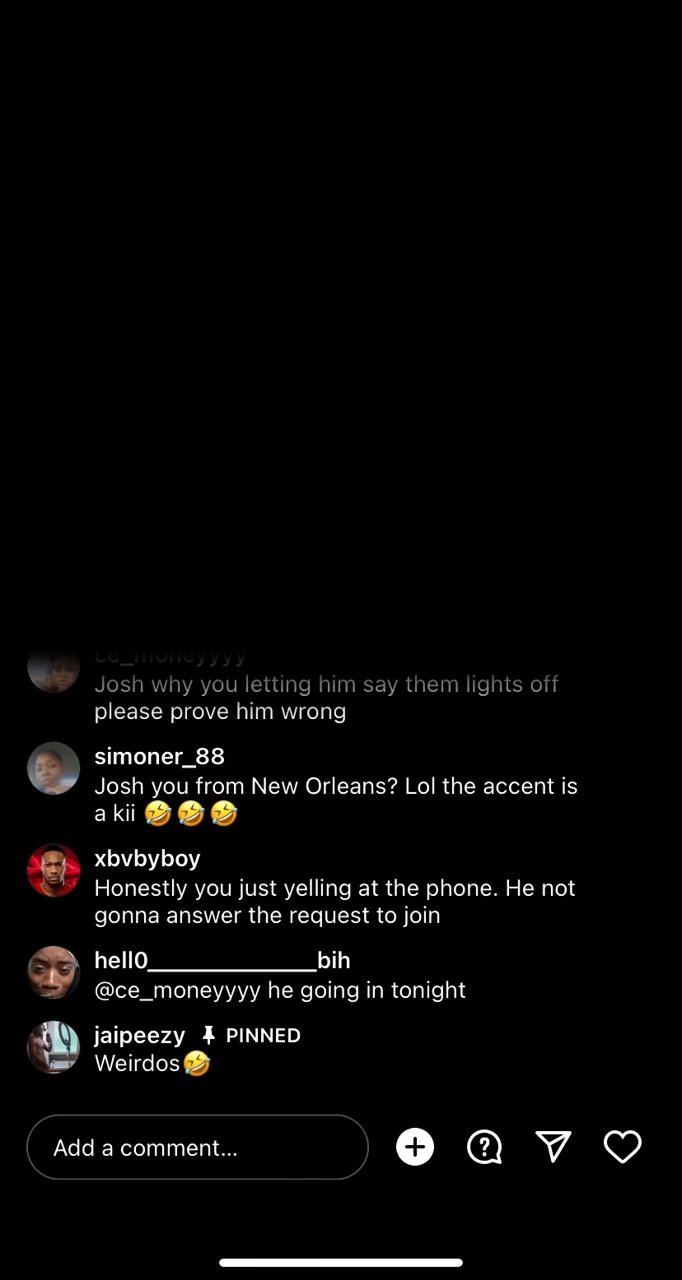 ce_moneyyyy
Josh why you letting him say them lights off
please prove him wrong
simoner_88
Josh you from New Orleans? Lol the accent is
a kii 🤣🤣🤣
xbvbyboy
Honestly you just yelling at the phone. He not
gonna answer the request to join
hell0______________bih
@ce_moneyyyy he going in tonight
jaipeezy PINNED
Weirdos🤣
Add a comment...